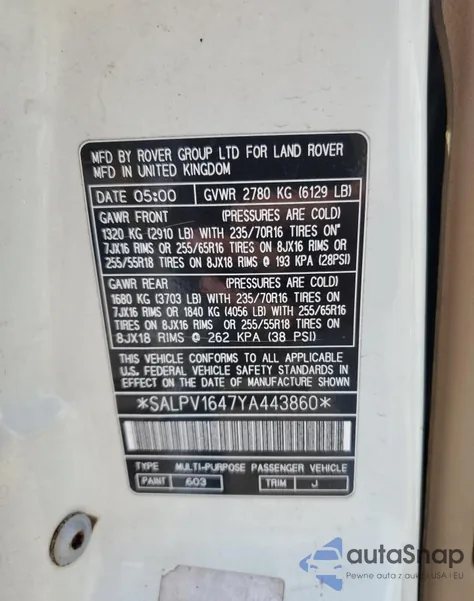 MFD BY ROVER GROUP LTD FOR LAND ROVER
MFD IN UNITED KINGDOM
DATE 05:00 GVWR 2780 KG (6129 LB)
GAWR FRONT (PRESSURES ARE COLD)
1320 KG (2910 LB) WITH 235/70R16 TIRES ON"
7JX16 RIMS OR 255/65R16 TIRES ON 8JX16 RIMS OR
255/55R18 TIRES ON 8JX18 RIMS @ 193 KPA (28PSI)
GAWR REAR (PRESSURES ARE COLD)
1680 KG (3703 LB) WITH 235/70R16 TIRES ON
7JX16 RIMS OR 1840 KG (4056 LB) WITH 255/65R16
TIRES ON 8JX16 RIMS OR 255/55R18 TIRES ON
8JX18 RIMS @ 262 KPA (38 PSI)
THIS VEHICLE CONFORMS TO ALL APPLICABLE
U.S. FEDERAL VEHICLE SAFETY STANDARDS IN
EFFECT ON THE DATE OF MANUFACTURE SHOWN
*SALPV1647YA443860*
TYPE MULTI-PURPOSE PASSENGER VEHICLE
PAINT 603 TRIM J
autoSnap
Pewne auta z aukcji USA i EU